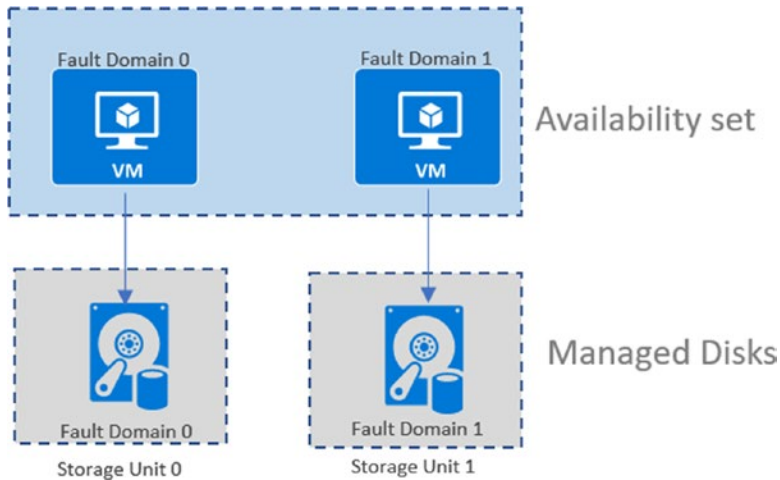 Fault Domain 0
Fault Domain 1
VM
VM
Availability set
Managed Disks
Fault Domain 0
Fault Domain 1
Storage Unit 0
Storage Unit 1